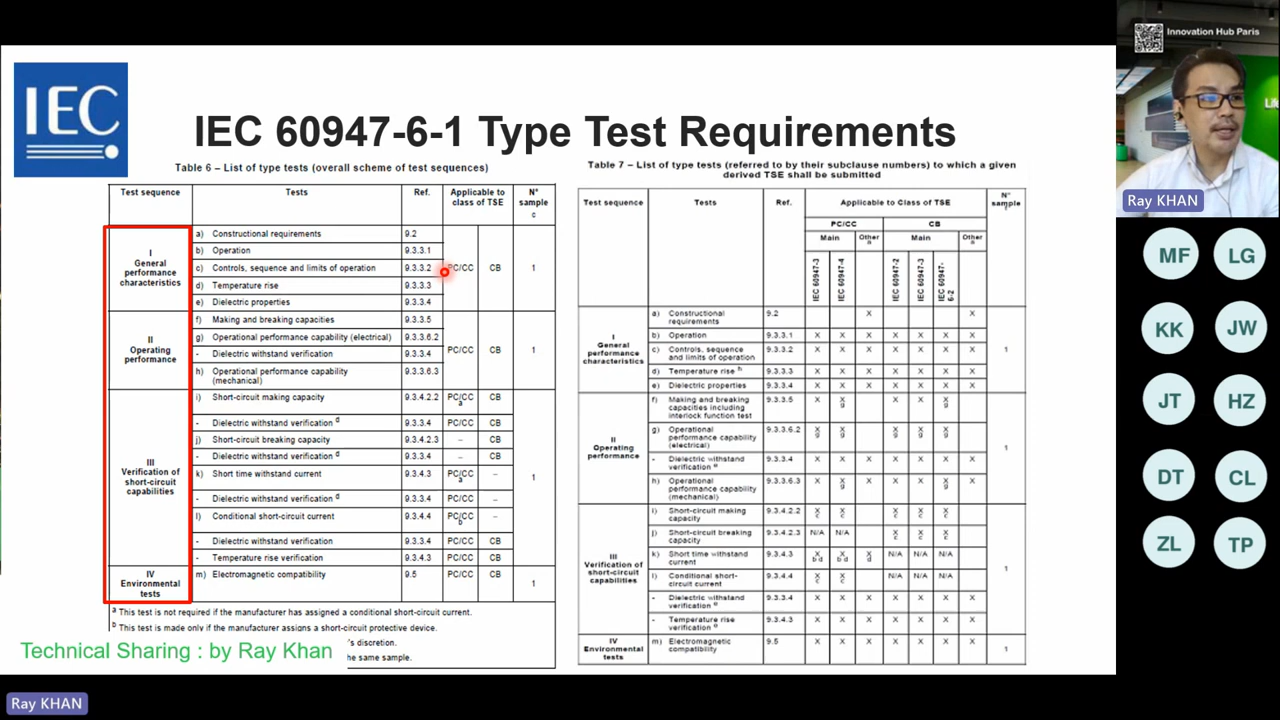 Innovation Hub Paris
Ray KHAN
IEC
IEC 60947-6-1 Type Test Requirements
Table 6 – List of type tests (overall scheme of test sequences)
Test sequence Tests Ref. Applicable to class of TSE N° sample c
I General performance characteristics
a) Constructional requirements 9.2
b) Operation 9.3.3.1
c) Controls, sequence and limits of operation 9.3.3.2 PC/CC CB 1
d) Temperature rise 9.3.3.3
e) Dielectric properties 9.3.3.4
II Operating performance
f) Making and breaking capacities 9.3.3.5
g) Operational performance capability (electrical) 9.3.3.6.2
- Dielectric withstand verification 9.3.3.4 PC/CC CB 1
h) Operational performance capability (mechanical) 9.3.3.6.3
III Verification of short-circuit capabilities
i) Short-circuit making capacity 9.3.4.2.2 PC/CC a CB
- Dielectric withstand verification d 9.3.3.4 PC/CC CB
j) Short-circuit breaking capacity 9.3.4.2.3 – CB
- Dielectric withstand verification d 9.3.3.4 – CB
k) Short time withstand current 9.3.4.3 PC/CC a – 1
- Dielectric withstand verification d 9.3.3.4 PC/CC –
l) Conditional short-circuit current 9.3.4.4 PC/CC b –
- Dielectric withstand verification 9.3.3.4 PC/CC CB
- Temperature rise verification 9.3.4.3 PC/CC CB
IV Environmental tests
m) Electromagnetic compatibility 9.5 PC/CC CB 1
a This test is not required if the manufacturer has assigned a conditional short-circuit current.
b This test is made only if the manufacturer assigns a short-circuit protective device.
's discretion.
he same sample.
Technical Sharing : by Ray Khan
Table 7 – List of type tests (referred to by their subclause numbers) to which a given
derived TSE shall be submitted
Test sequence Tests Ref. Applicable to Class of TSE N° sample
PC/CC CB
Main Other Main Other
IEC 60947-3 IEC 60947-4 IEC 60947-2 IEC 60947-3 IEC 60947-6-2
I General performance characteristics
a) Constructional requirements 9.2 X X
b) Operation 9.3.3.1 X X X X X X X
c) Controls, sequence and limits of operation 9.3.3.2 X X X X X X X 1
d) Temperature rise h 9.3.3.3 X X X X X X X
e) Dielectric properties 9.3.3.4 X X X X X X X
II Operating performance
f) Making and breaking capacities including interlock function test 9.3.3.5 X X g X X X g
g) Operational performance capability (electrical) 9.3.3.6.2 X g X g X g X g X g
- Dielectric withstand verification 9.3.3.4 X X X X X X X 1
h) Operational performance capability (mechanical) 9.3.3.6.3 X X g X X X X g X
III Verification of short-circuit capabilities
i) Short-circuit making capacity 9.3.4.2.2 X c X c X c X c X c
j) Short-circuit breaking capacity 9.3.4.2.3 N/A N/A X c X c X c
k) Short time withstand current 9.3.4.3 X b d X b d X d N/A N/A N/A 1
l) Conditional short-circuit current 9.3.4.4 X c X c N/A N/A N/A
- Dielectric withstand verification 9.3.3.4 X X X X X X X
- Temperature rise verification 9.3.4.3 X X X X X X X
IV Environmental tests
m) Electromagnetic compatibility 9.5 X X X X X X X 1
MF
LG
KK
JW
JT
HZ
DT
CL
ZL
TP
Ray KHAN